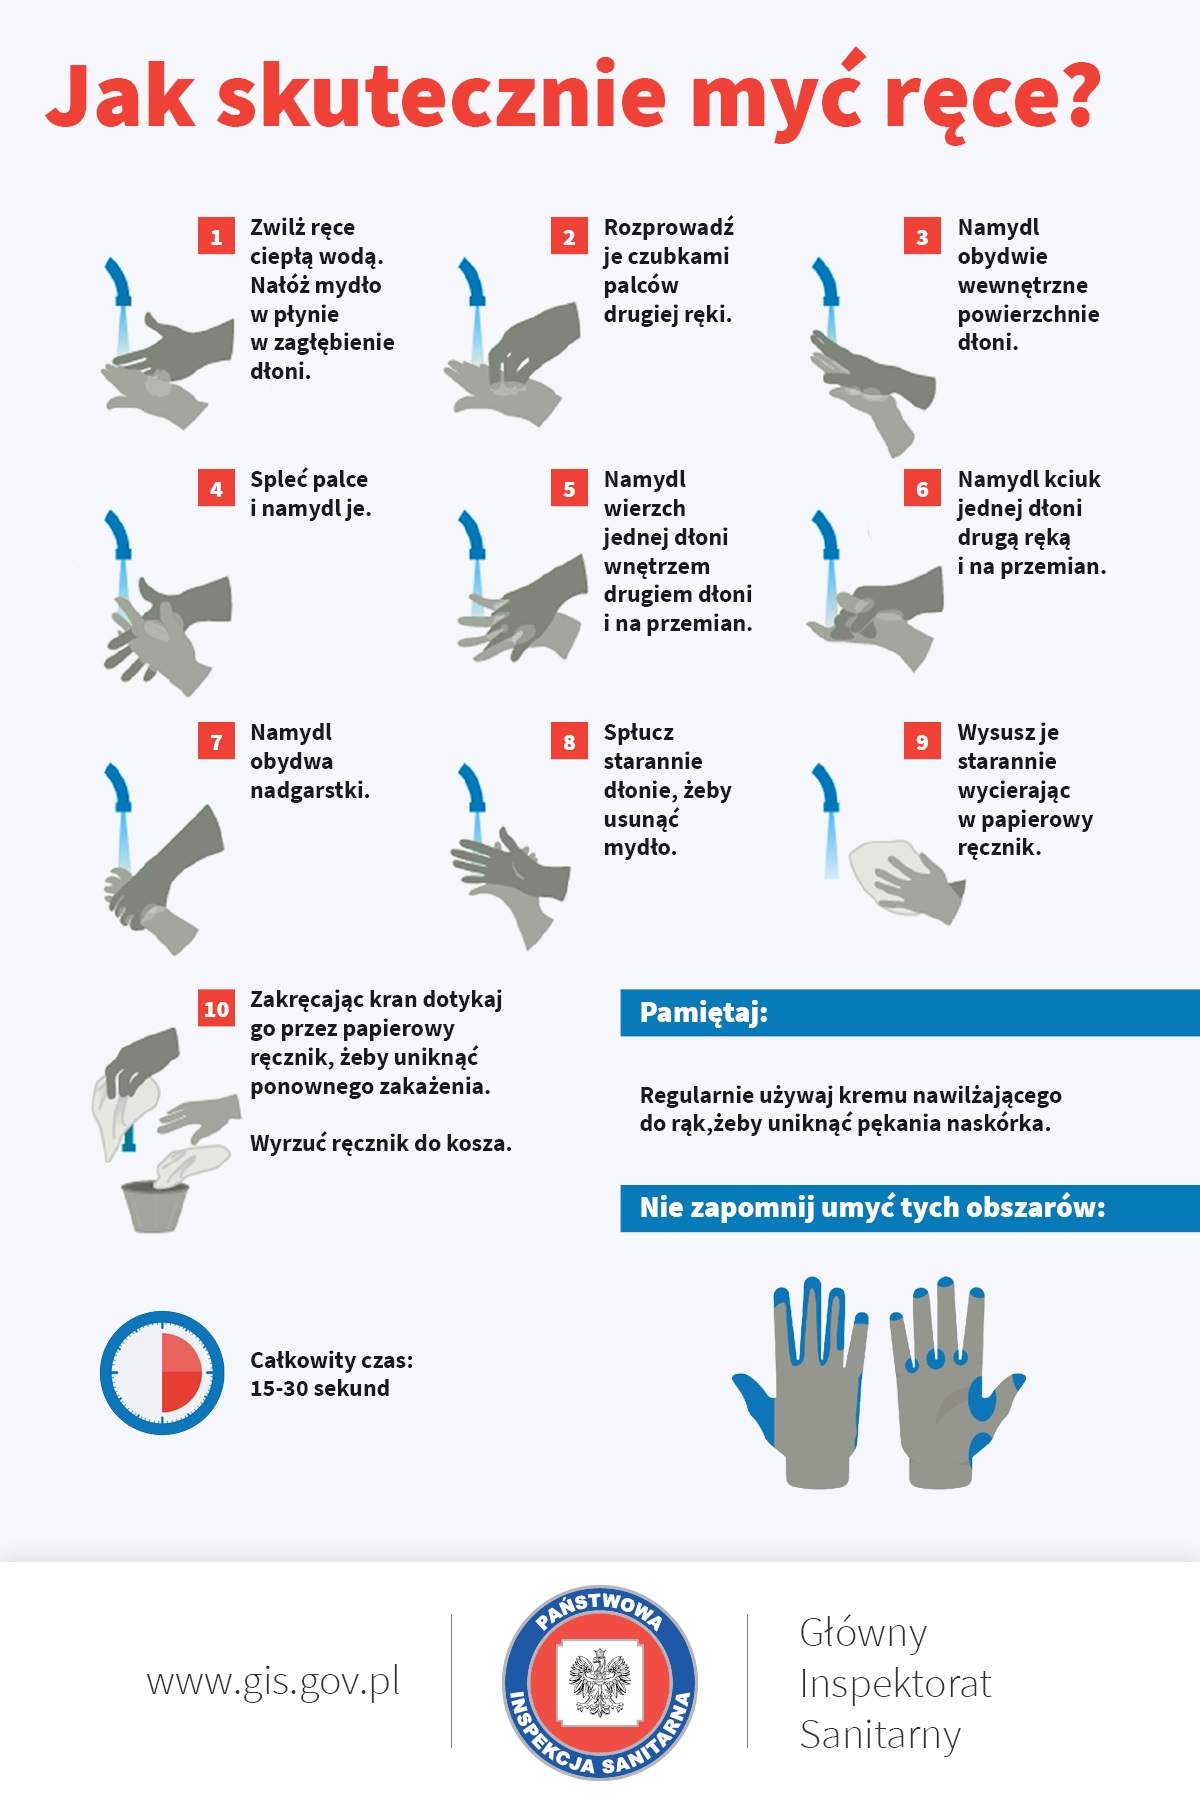 Jak skutecznie myć ręce?
1
Zwilż ręce
ciepłą wodą.
Nałóż mydło
w płynie
w zagłębienie
dłoni.
2
Rozprowadź
je czubkami
palców
drugiej ręki.
3
Namydl
obydwie
wewnętrzne
powierzchnie
dłoni.
4
Spleć palce
i namydl je.
5
Namydl
wierzch
jednej dłoni
wnętrzem
drugiem dłoni
i na przemian.
6
Namydl kciuk
jednej dłoni
drugą ręką
i na przemian.
7
Namydl
obydwa
nadgarstki.
8
Spłucz
starannie
dłonie, żeby
usunąć
mydło.
9
Wysusz je
starannie
wycierając
w papierowy
ręcznik.
10
Zakręcając kran dotykaj
go przez papierowy
ręcznik, żeby uniknąć
ponownego zakażenia.
Wyrzuć ręcznik do kosza.
Pamiętaj:
Regularnie używaj kremu nawilżającego
do rąk,żeby uniknąć pękania naskórka.
Nie zapomnij umyć tych obszarów:
Całkowity czas:
15-30 sekund
www.gis.gov.pl
PAŃSTWOWA
INSPEKCJA SANITARNA
Główny
Inspektorat
Sanitarny